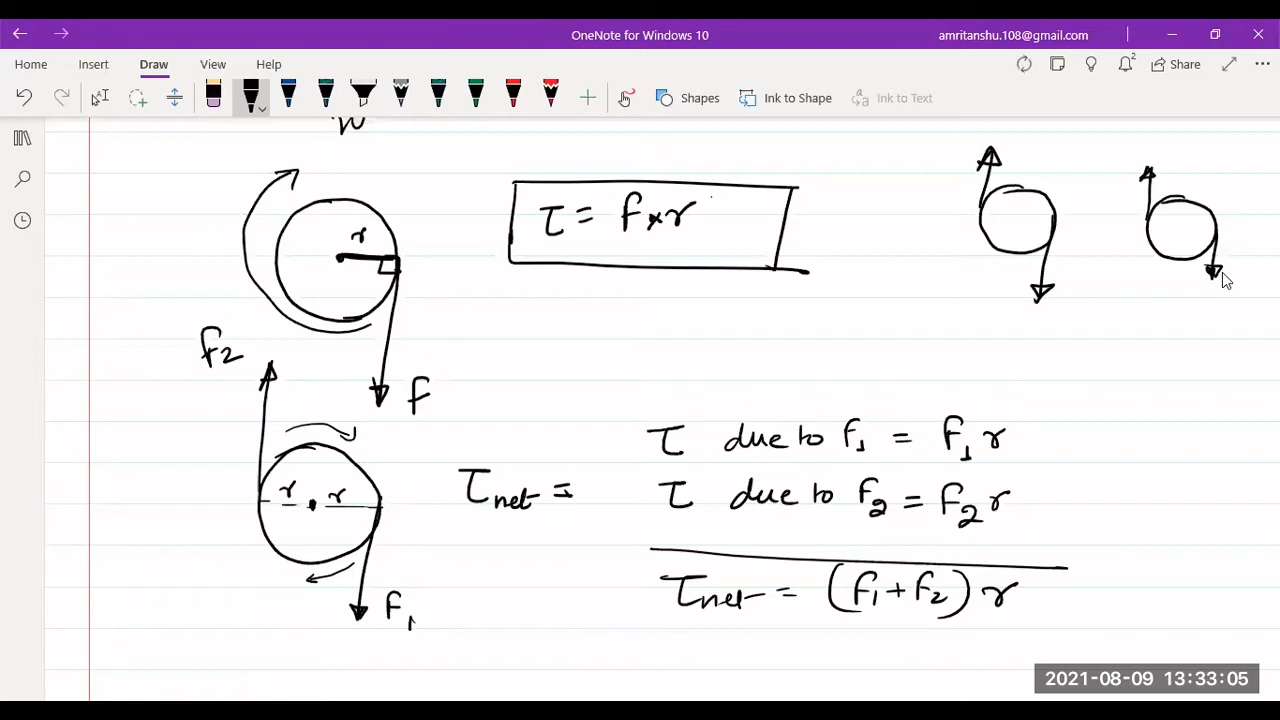 OneNote for Windows 10
amritanshu.108@gmail.com
Home Insert Draw View Help
Share
Shapes
Ink to Shape
Ink to Text
W
r
τ = f×r
f
f2
r r
F1
τnet =
τ due to f1 = f1 r
τ due to f2 = F2 r
τnet = (f1+f2) r
2021-08-09 13:33:05